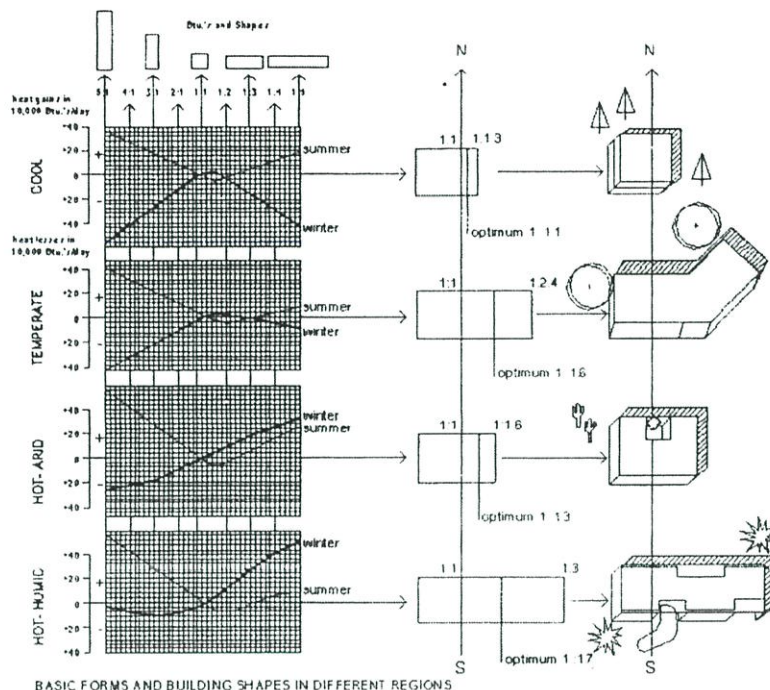 Btu.'s and Shapes
N N
heat gains in
10,000 Btu.'s/day
5:1 4:1 3:1 2:1 1:1 1:2 1:3 1:4 1:5
COOL
+40
+20
0
-
+20
+40
+
summer
winter
1:1 1:1.3
optimum 1:1.1
heat losses in
10,000 Btu.'s/day
TEMPERATE
+40
+20
0
+20
+40
+
-
summer
winter
1:1 1:2.4
optimum 1:1.6
HOT-ARID
+40
+20
0
+20
+40
+
-
winter
summer
1:1 1:1.6
optimum 1:1.3
HOT-HUMIC
+40
+20
0
+20
+40
+
-
winter
summer
1:1 1:3
optimum 1:17
S S
BASIC FORMS AND BUILDING SHAPES IN DIFFERENT REGIONS